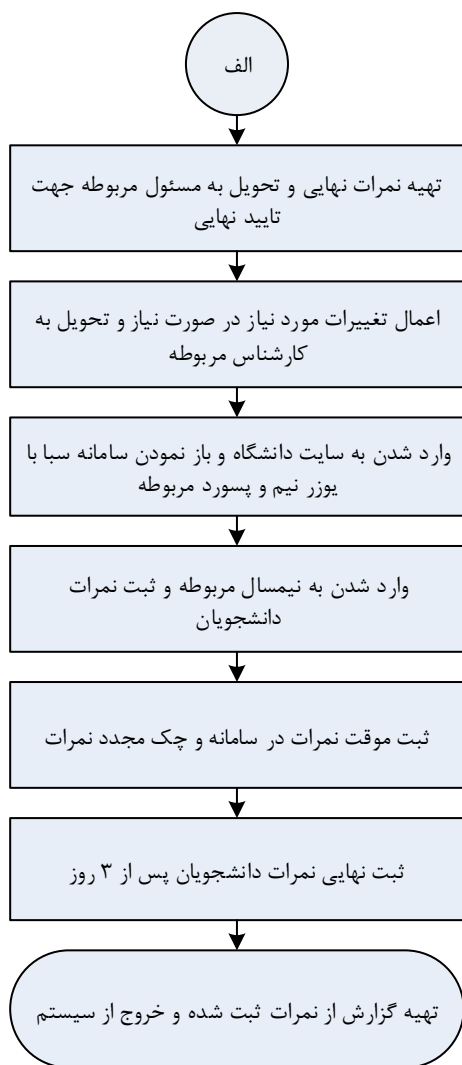 الف
تهیه نمرات نهایی و تحویل به مسئول مربوطه جهت
تایید نهایی
اعمال تغییرات مورد نیاز در صورت نیاز و تحویل به
کارشناس مربوطه
وارد شدن به سایت دانشگاه و باز نمودن سامانه سبا با
یوزر نیم و پسورد مربوطه
وارد شدن به نیمسال مربوطه و ثبت نمرات
دانشجویان
ثبت موقت نمرات در سامانه و چک مجدد نمرات
ثبت نهایی نمرات دانشجویان پس از ۳ روز
تهیه گزارش از نمرات ثبت شده و خروج از سیستم